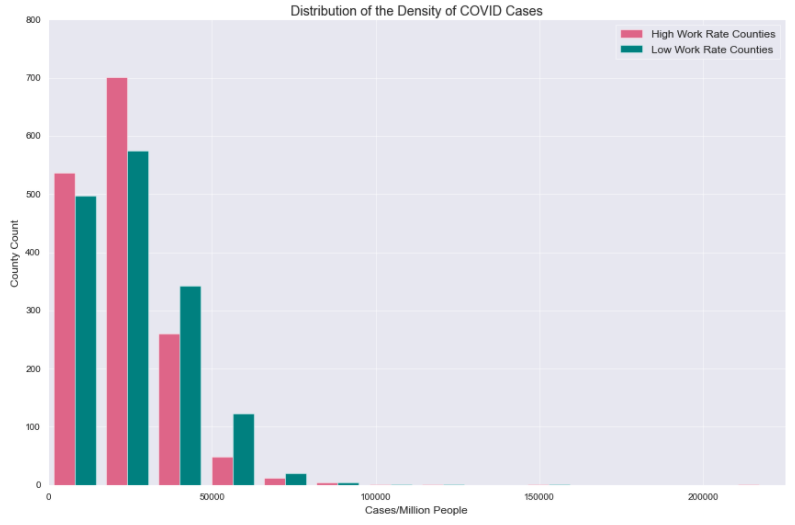 Distribution of the Density of COVID Cases
High Work Rate Counties
Low Work Rate Counties
800
700
600
500
400
300
200
100
0
County Count
0 50000 100000 150000 200000
Cases/Million People